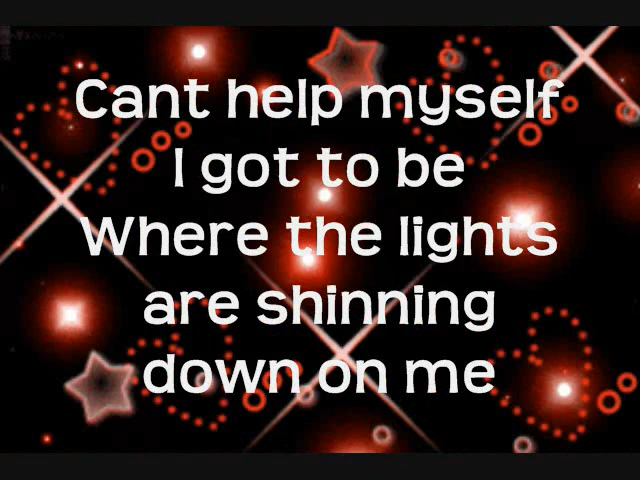 Cant help myself
I got to be
Where the lights
are shinning
down on me